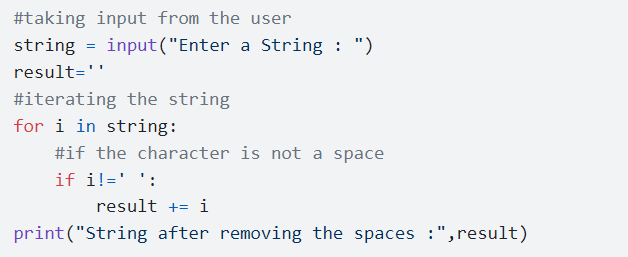 #taking input from the user
string = input("Enter a String : ")
result=''
#iterating the string
for i in string:
    #if the character is not a space
    if i!=' ':
        result += i
print("String after removing the spaces :",result)